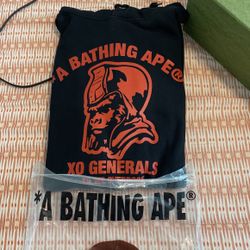 A BATHING APE®
XO GENERALS
*A BATHING APE®